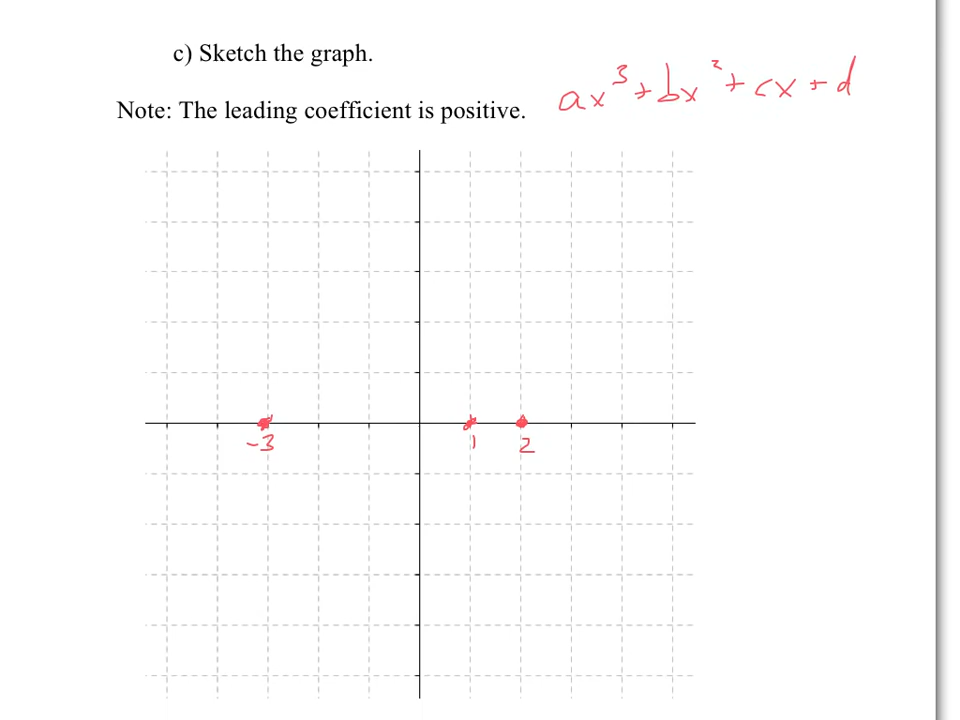 c) Sketch the graph.
Note: The leading coefficient is positive. ax³+bx²+cx+d
-3 1 2